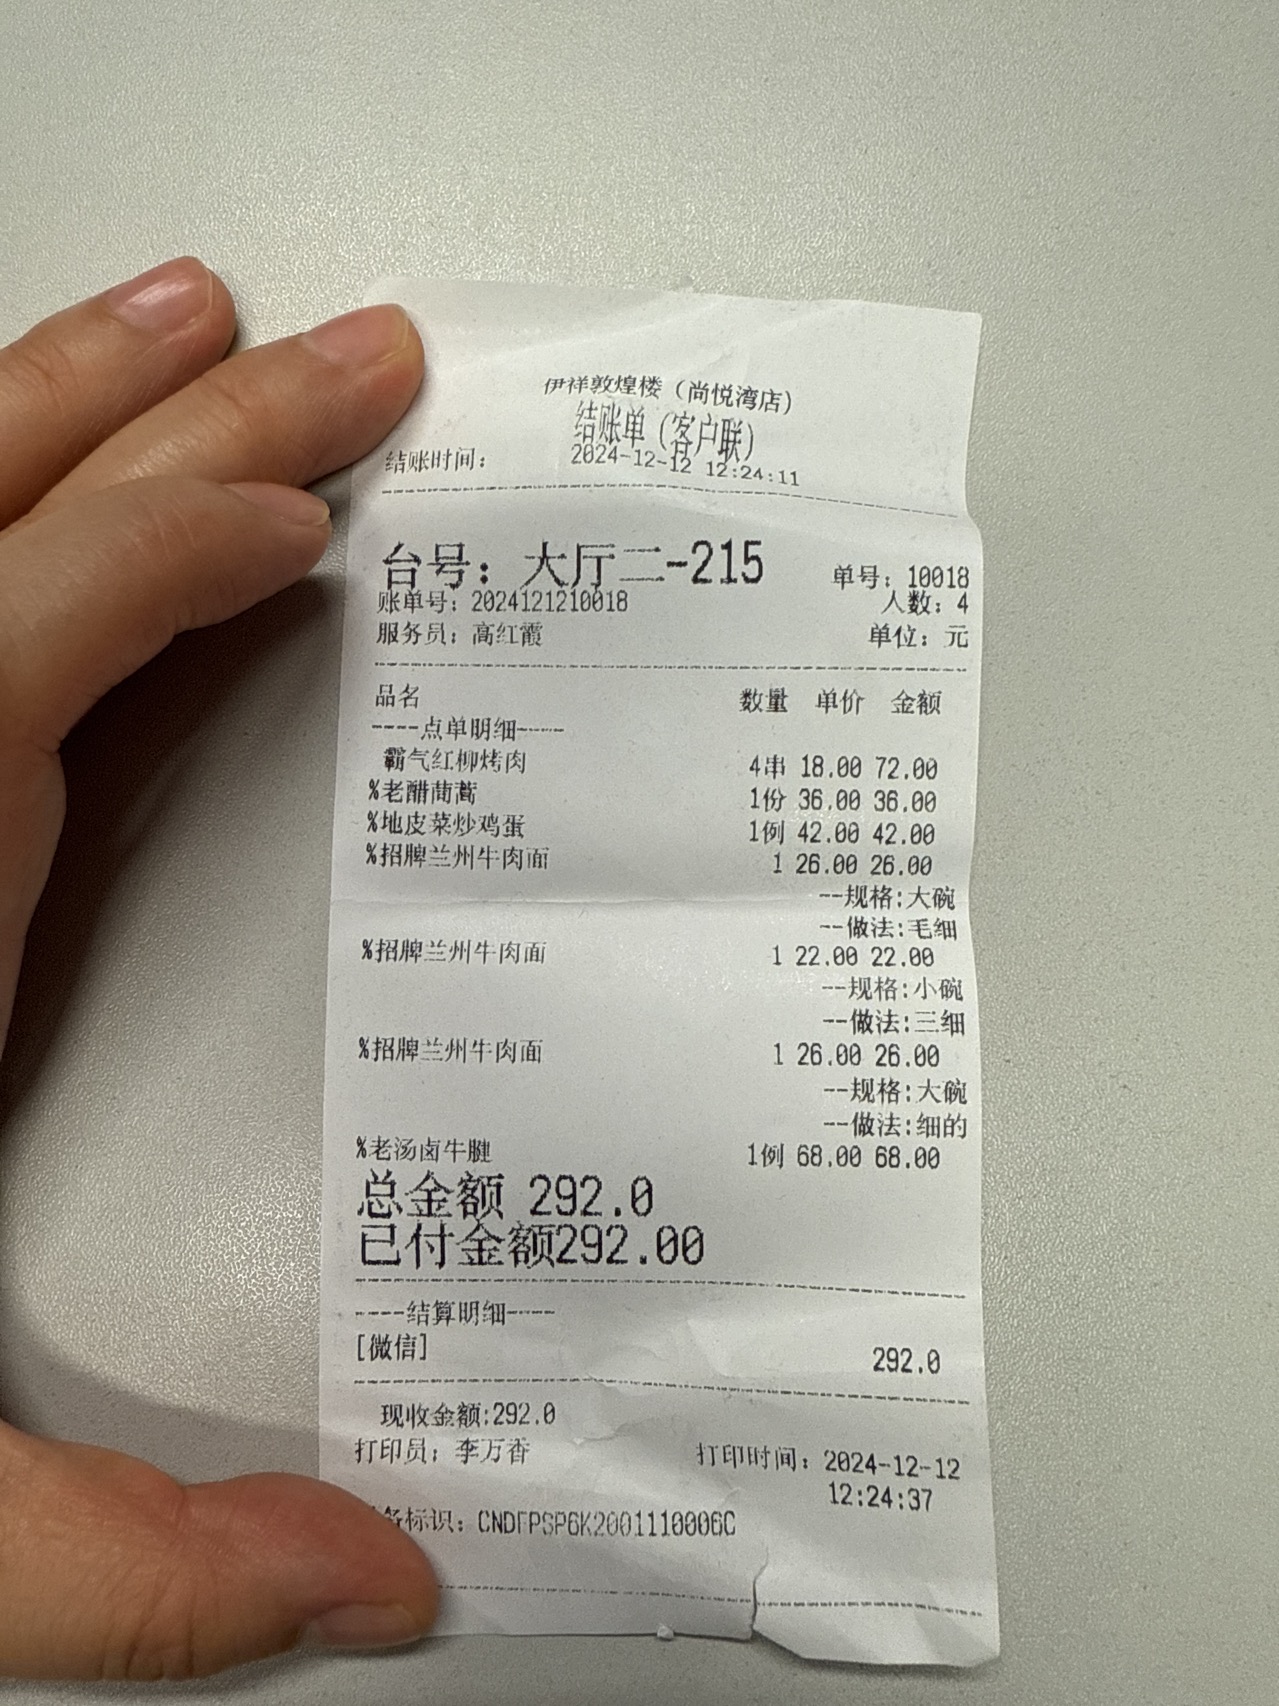 伊祥敦煌楼（尚悦湾店）
结账单（客户联）
结账时间： 2024-12-12 12:24:11
台号：大厅二-215 单号：10018
账单号：2024121210018 人数：4
服务员：高红霞 单位：元
品名 数量 单价 金额
----点单明细----
霸气红柳烤肉 4串 18.00 72.00
%老醋茼蒿 1份 36.00 36.00
%地皮菜炒鸡蛋 1例 42.00 42.00
%招牌兰州牛肉面 1 26.00 26.00
--规格:大碗
--做法:毛细
%招牌兰州牛肉面 1 22.00 22.00
--规格:小碗
--做法:三细
%招牌兰州牛肉面 1 26.00 26.00
--规格:大碗
--做法:细的
%老汤卤牛腱 1例 68.00 68.00
总金额 292.0
已付金额292.00
----结算明细----
[微信] 292.0
现收金额:292.0
打印员：李万香 打印时间：2024-12-12
12:24:37
标识：CNDFPSP6K2001110006C